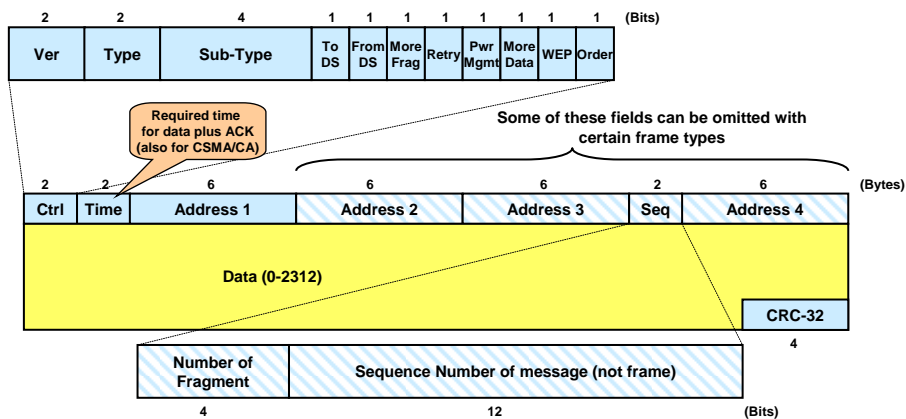 2 2 4 1 1 1 1 1 1 1 1 (Bits)
Ver Type Sub-Type To DS From DS More Frag Retry Pwr Mgmt More Data WEP Order
Required time
for data plus ACK
(also for CSMA/CA)
Some of these fields can be omitted with
certain frame types
2 2 6 6 6 2 6 (Bytes)
Ctrl Time Address 1 Address 2 Address 3 Seq Address 4
Data (0-2312)
CRC-32
4
Number of
Fragment
Sequence Number of message (not frame)
4 12 (Bits)